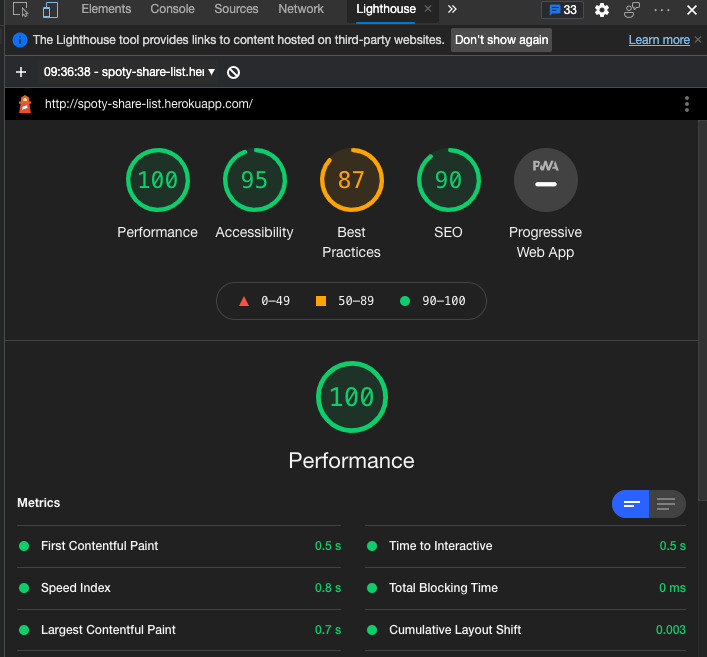 Elements Console Sources Network Lighthouse × » 33 ··· ×
The Lighthouse tool provides links to content hosted on third-party websites. Don't show again Learn more ×
+ 09:36:38 - spoty-share-list.her ▼
http://spoty-share-list.herokuapp.com/
100 95 87 90 PWA
Performance Accessibility Best Practices SEO Progressive Web App
0–49 50–89 90–100
100
Performance
Metrics
First Contentful Paint 0.5 s Time to Interactive 0.5 s
Speed Index 0.8 s Total Blocking Time 0 ms
Largest Contentful Paint 0.7 s Cumulative Layout Shift 0.003